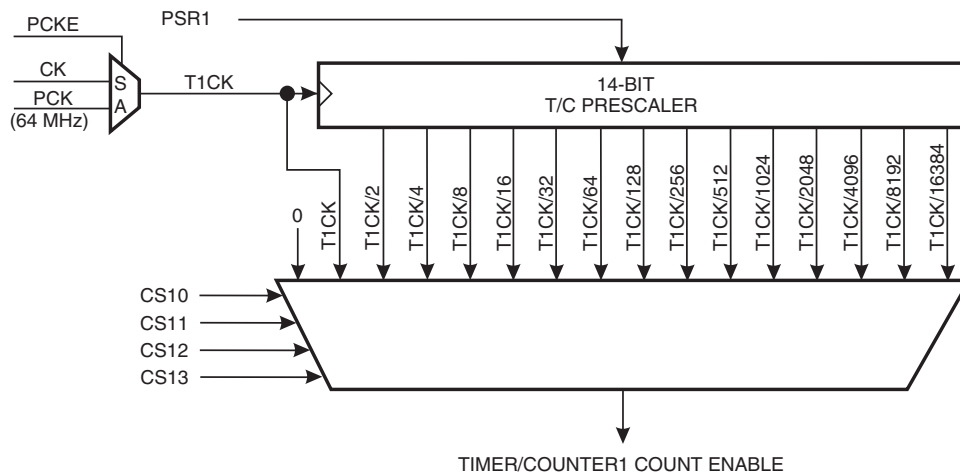 PSR1
PCKE
CK
PCK
(64 MHz)
S
A
T1CK
14-BIT
T/C PRESCALER
0
T1CK
T1CK/2
T1CK/4
T1CK/8
T1CK/16
T1CK/32
T1CK/64
T1CK/128
T1CK/256
T1CK/512
T1CK/1024
T1CK/2048
T1CK/4096
T1CK/8192
T1CK/16384
CS10
CS11
CS12
CS13
TIMER/COUNTER1 COUNT ENABLE